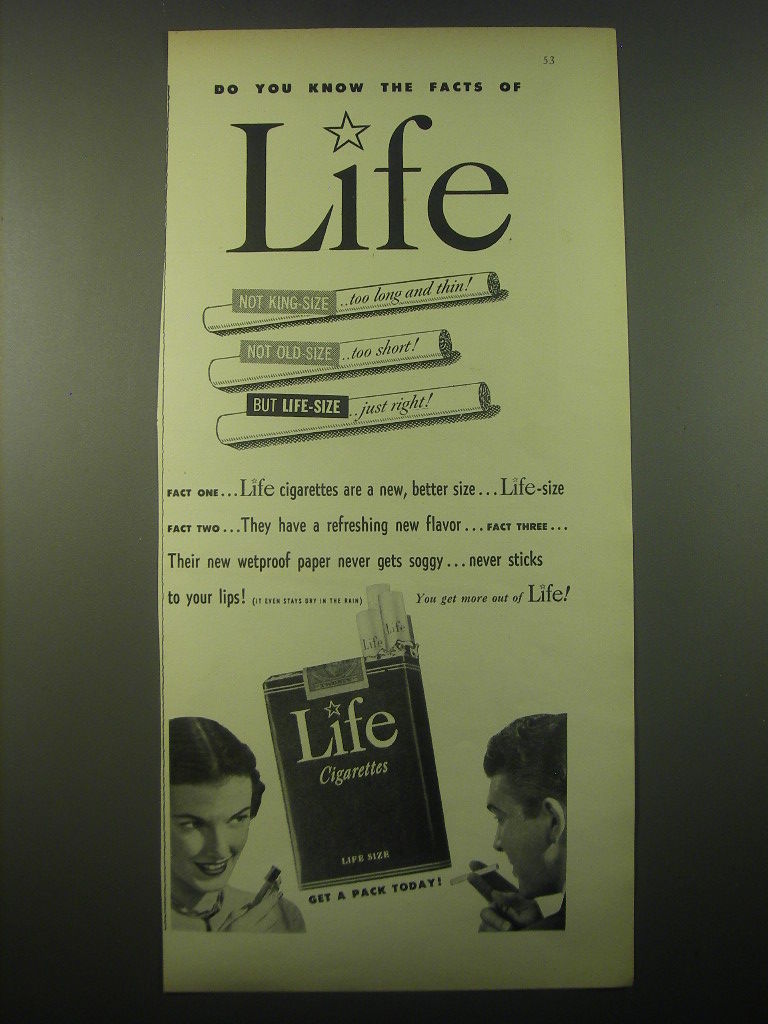 53
DO YOU KNOW THE FACTS OF
Life
NOT KING-SIZE ..too long and thin!
NOT OLD-SIZE ..too short!
BUT LIFE-SIZE ..just right!
FACT ONE...Life cigarettes are a new, better size...Life-size
FACT TWO...They have a refreshing new flavor...FACT THREE...
Their new wetproof paper never gets soggy...never sticks
to your lips! (IT EVEN STAYS DRY IN THE RAIN) You get more out of Life!
Life Life
Life
Cigarettes
LIFE SIZE
GET A PACK TODAY!